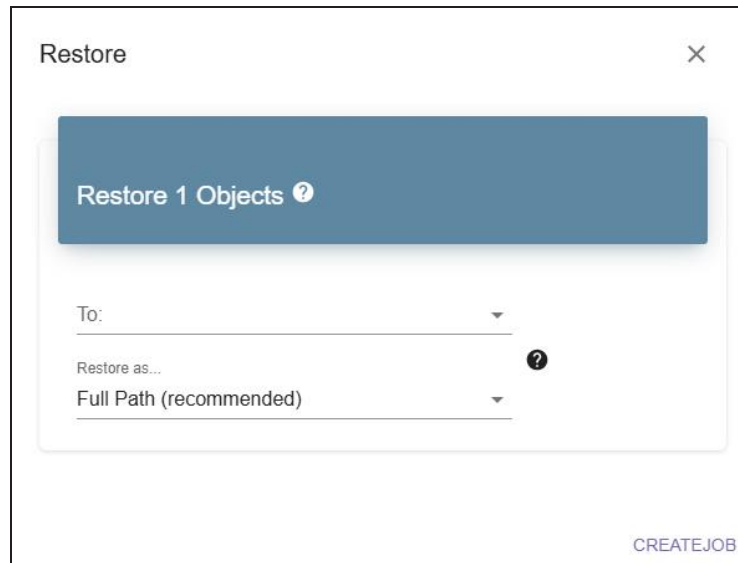 Restore
Restore 1 Objects
To:
Restore as...
Full Path (recommended)
CREATEJOB